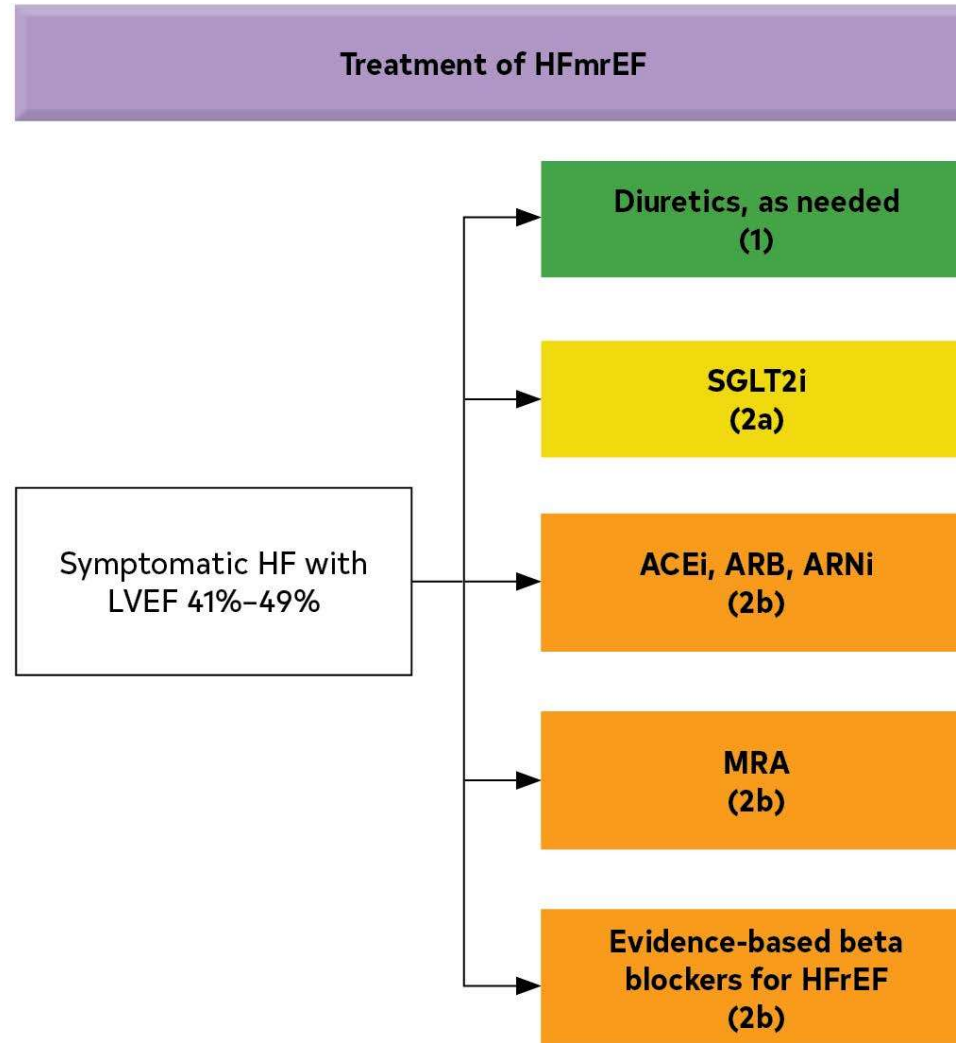 Treatment of HFmrEF
Symptomatic HF with
LVEF 41%–49%
Diuretics, as needed
(1)
SGLT2i
(2a)
ACEi, ARB, ARNi
(2b)
MRA
(2b)
Evidence-based beta
blockers for HFrEF
(2b)